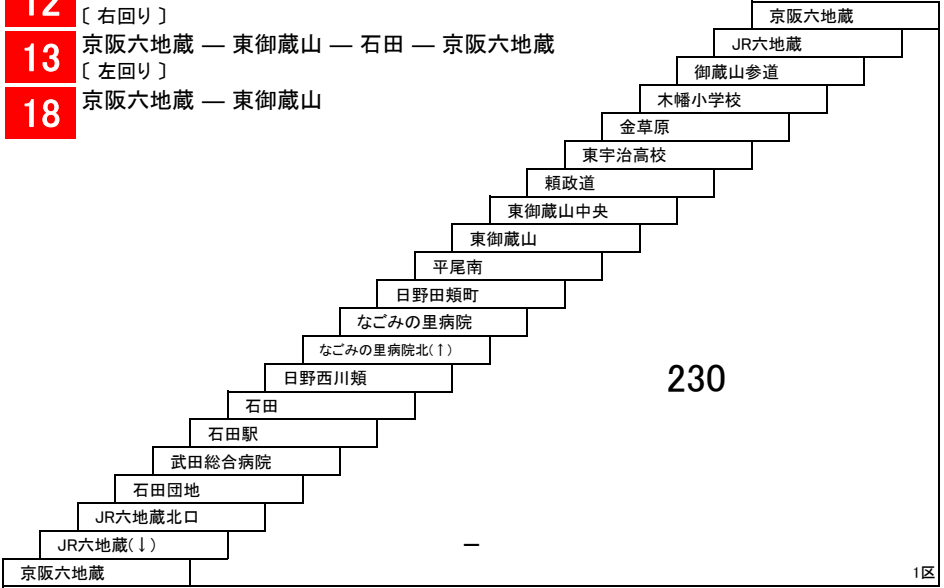 12
〔 右回り 〕
京阪六地蔵
13
京阪六地蔵 ― 東御蔵山 ― 石田 ― 京阪六地蔵
JR六地蔵
〔 左回り 〕
御蔵山参道
18
京阪六地蔵 ― 東御蔵山
木幡小学校
金草原
東宇治高校
頼政道
東御蔵山中央
東御蔵山
平尾南
日野田頬町
なごみの里病院
なごみの里病院北(↑)
日野西川頬
230
石田
石田駅
武田総合病院
石田団地
JR六地蔵北口
JR六地蔵(↓)
―
京阪六地蔵
1区